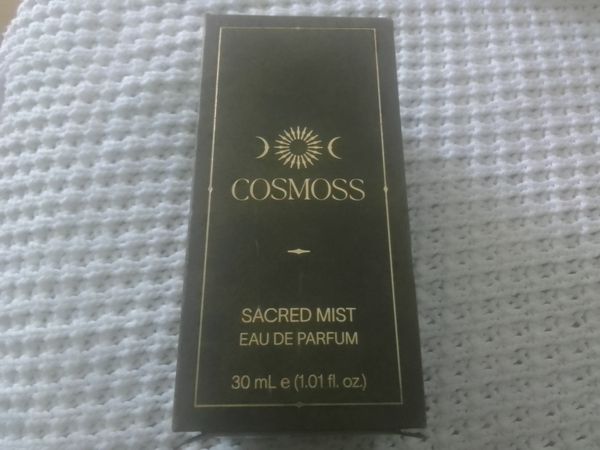 COSMOSS
SACRED MIST
EAU DE PARFUM
30 mL e (1.01 fl. oz.)